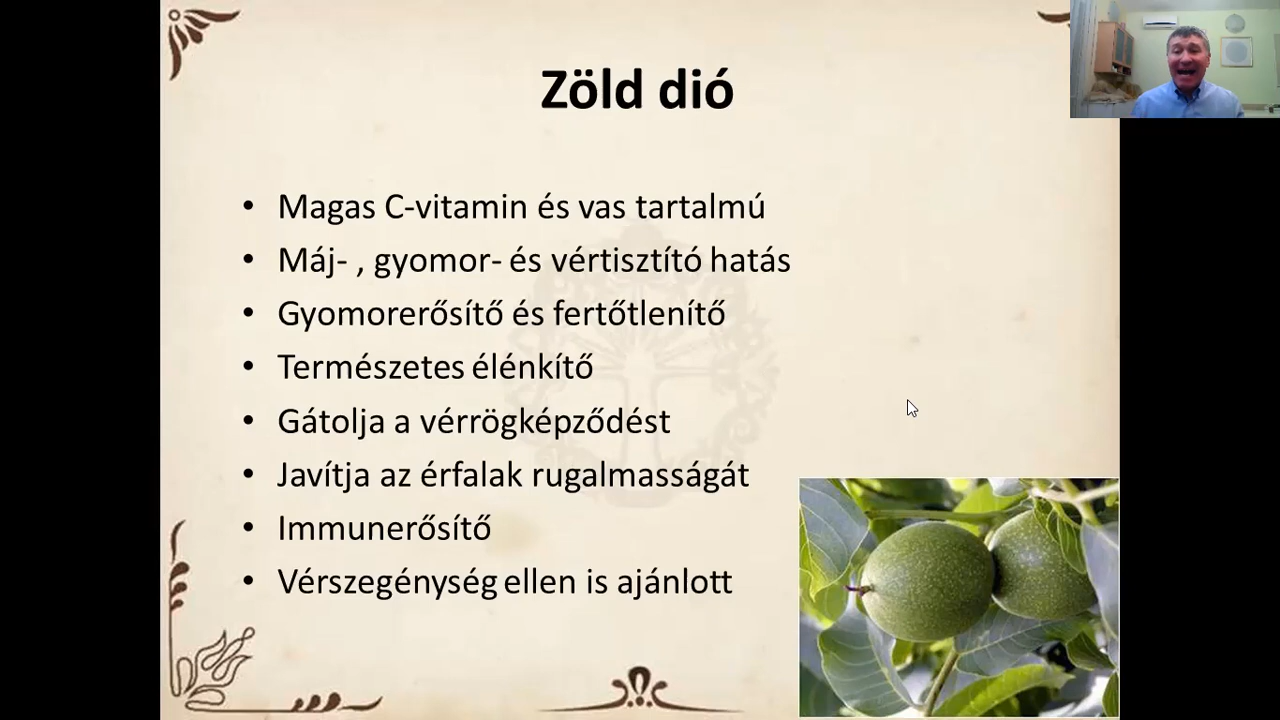 Zöld dió
• Magas C-vitamin és vas tartalmú
• Máj- , gyomor- és vértisztító hatás
• Gyomorerősítő és fertőtlenítő
• Természetes élénkítő
• Gátolja a vérrögképződést
• Javítja az érfalak rugalmasságát
• Immunerősítő
• Vérszegénység ellen is ajánlott